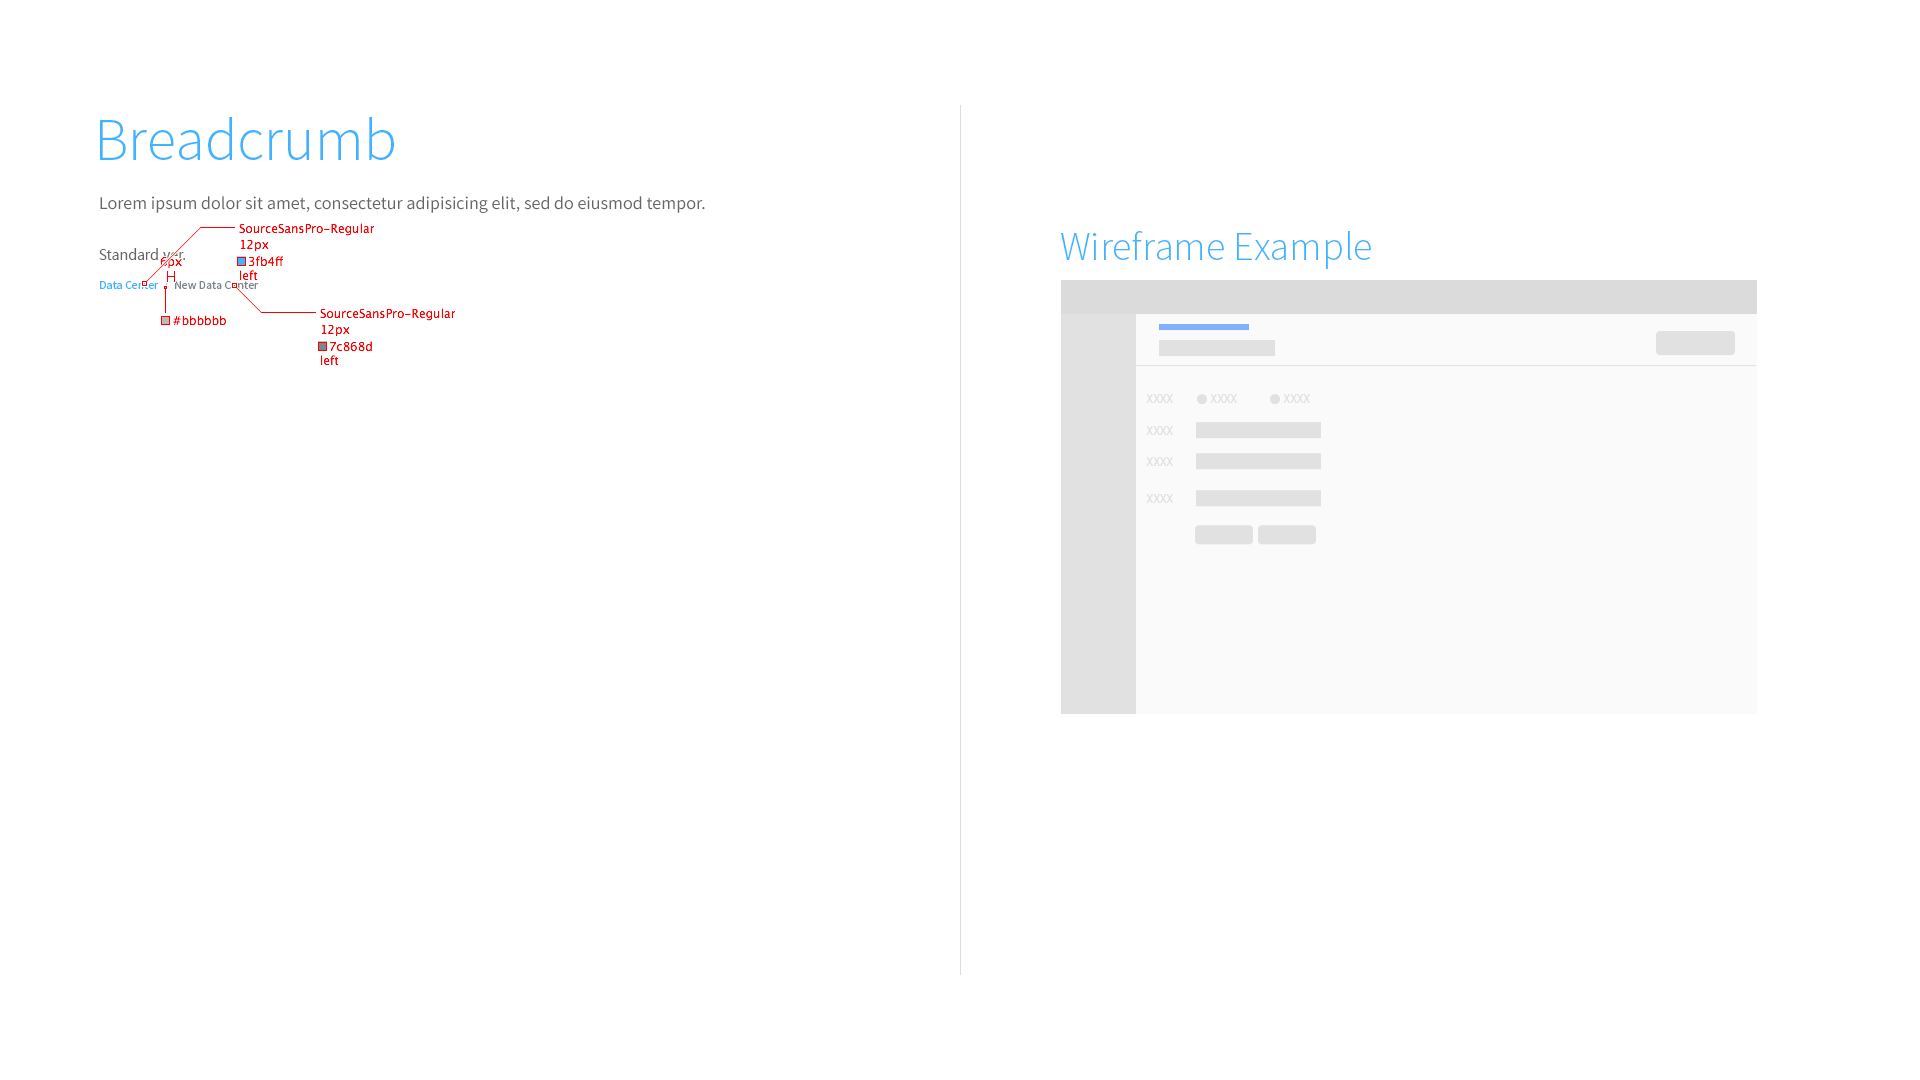 Breadcrumb
Lorem ipsum dolor sit amet, consectetur adipisicing elit, sed do eiusmod tempor.
SourceSansPro-Regular
12px
3fb4ff
left
Standard ver.
6px
Data Center
New Data Center
#bbbbbb
SourceSansPro-Regular
12px
7c868d
left
Wireframe Example
XXXX XXXX XXXX
XXXX
XXXX
XXXX